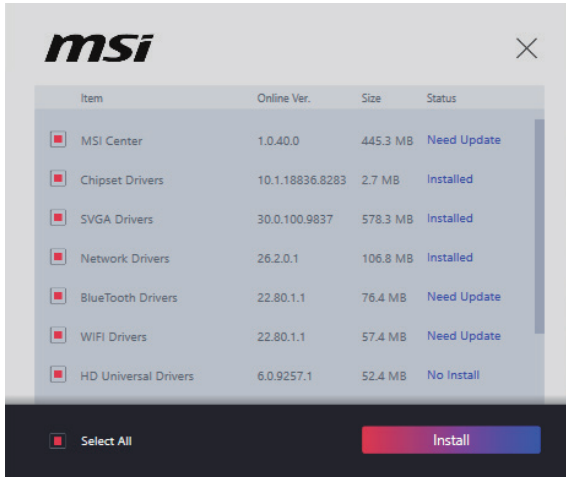 msi
Item Online Ver. Size Status
MSI Center 1.0.40.0 445.3 MB Need Update
Chipset Drivers 10.1.18836.8283 2.7 MB Installed
SVGA Drivers 30.0.100.9837 578.3 MB Installed
Network Drivers 26.2.0.1 106.8 MB Installed
BlueTooth Drivers 22.80.1.1 76.4 MB Need Update
WIFI Drivers 22.80.1.1 57.4 MB Need Update
HD Universal Drivers 6.0.9257.1 52.4 MB No Install
Select All Install